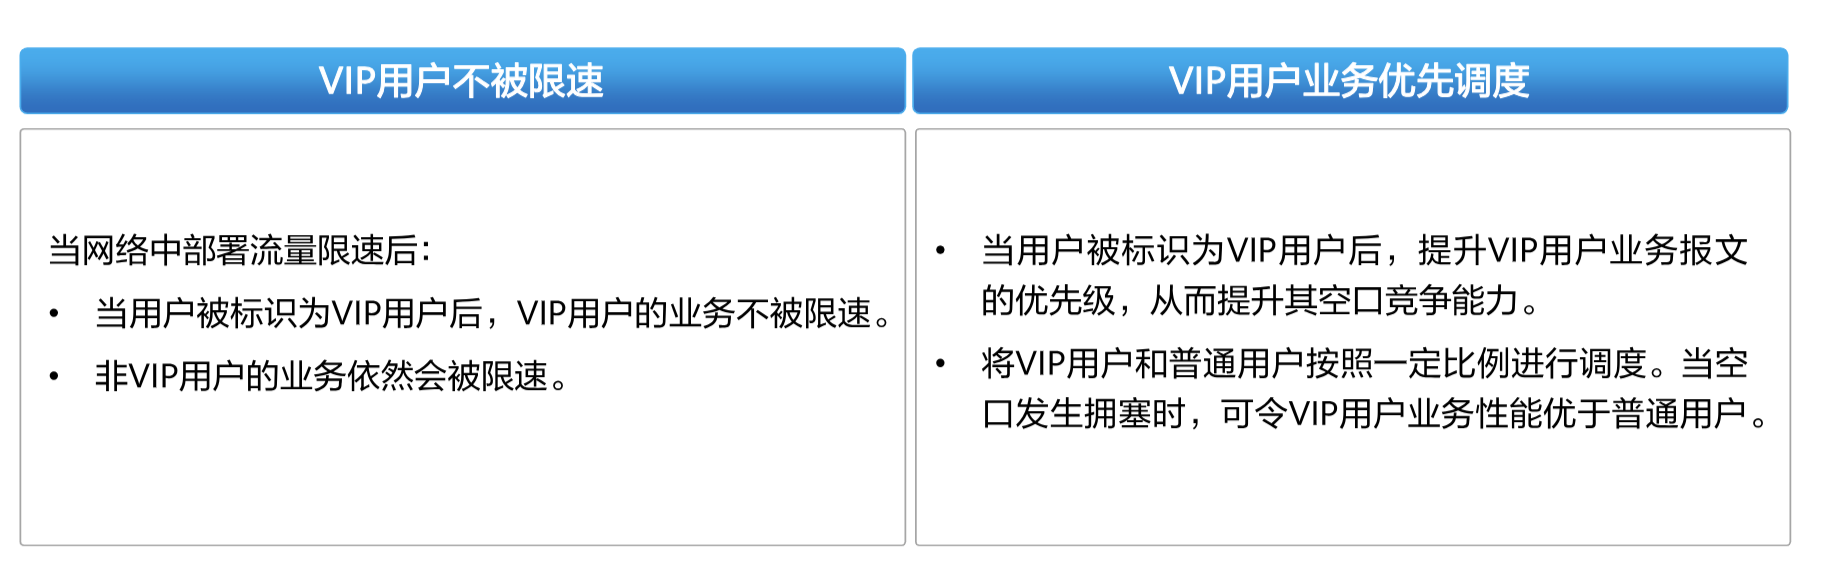 VIP用户不被限速
当网络中部署流量限速后：
• 当用户被标识为VIP用户后，VIP用户的业务不被限速。
• 非VIP用户的业务依然会被限速。
VIP用户业务优先调度
• 当用户被标识为VIP用户后，提升VIP用户业务报文
的优先级，从而提升其空口竞争能力。
• 将VIP用户和普通用户按照一定比例进行调度。当空
口发生拥塞时，可令VIP用户业务性能优于普通用户。